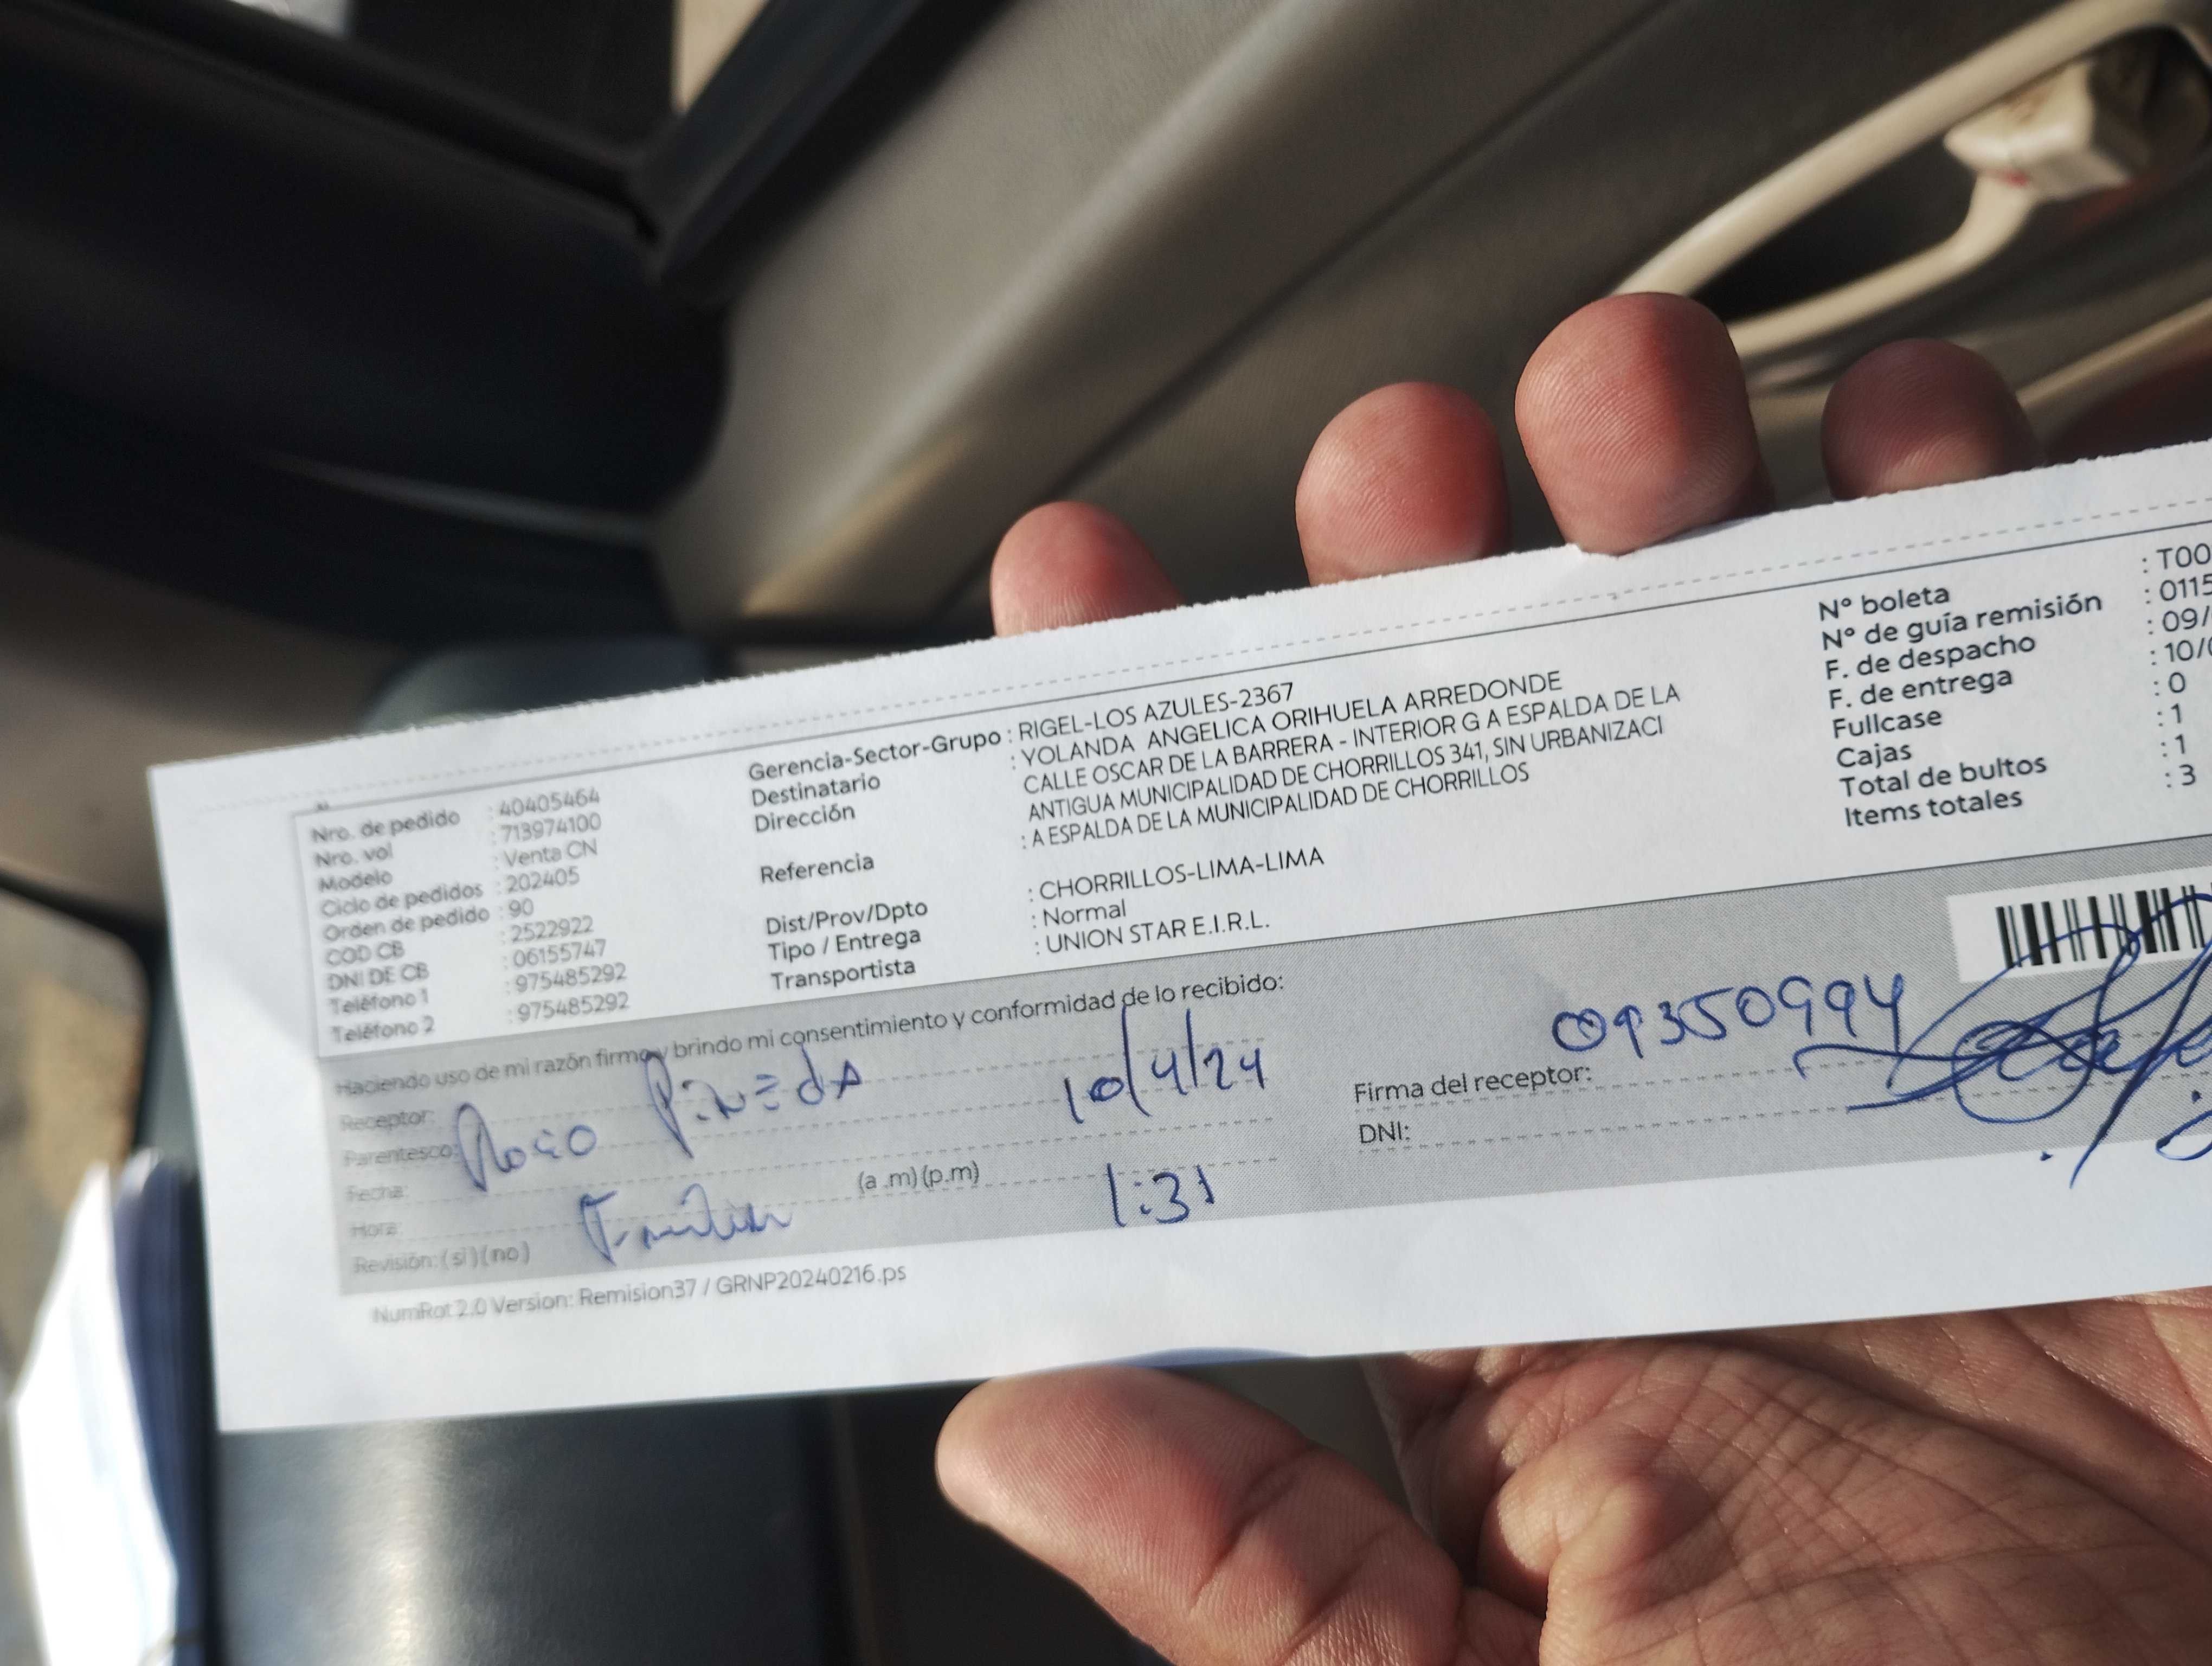 Nro. de pedido : 40405464
Nro. vol : 713974100
Modelo : Venta CN
Ciclo de pedidos : 202405
Orden de pedido : 90
COD CB : 2522922
DNI DE CB : 06155747
Teléfono 1 : 975485292
Teléfono 2 : 975485292
Gerencia-Sector-Grupo : RIGEL-LOS AZULES-2367
Destinatario : YOLANDA ANGELICA ORIHUELA ARREDONDE
Dirección CALLE OSCAR DE LA BARRERA - INTERIOR G A ESPALDA DE LA
ANTIGUA MUNICIPALIDAD DE CHORRILLOS 341, SIN URBANIZACI
Referencia : A ESPALDA DE LA MUNICIPALIDAD DE CHORRILLOS
Dist/Prov/Dpto : CHORRILLOS-LIMA-LIMA
Tipo / Entrega : Normal
Transportista : UNION STAR E.I.R.L.
N° boleta : T00
N° de guía remisión : 0115
F. de despacho : 09/
F. de entrega : 10/0
Fullcase : 0
Cajas : 1
Total de bultos : 1
Items totales : 3
Haciendo uso de mi razón firmo y brindo mi consentimiento y conformidad de lo recibido:
Receptor: Pineda
Parentesco: Rocio 10/4/24
Fecha:
Hora: (a .m) (p.m) 1:31
Revisión: ( si ) ( no )
09350994
Firma del receptor:
DNI:
NumRot 2.0 Version: Remision37 / GRNP20240216.ps